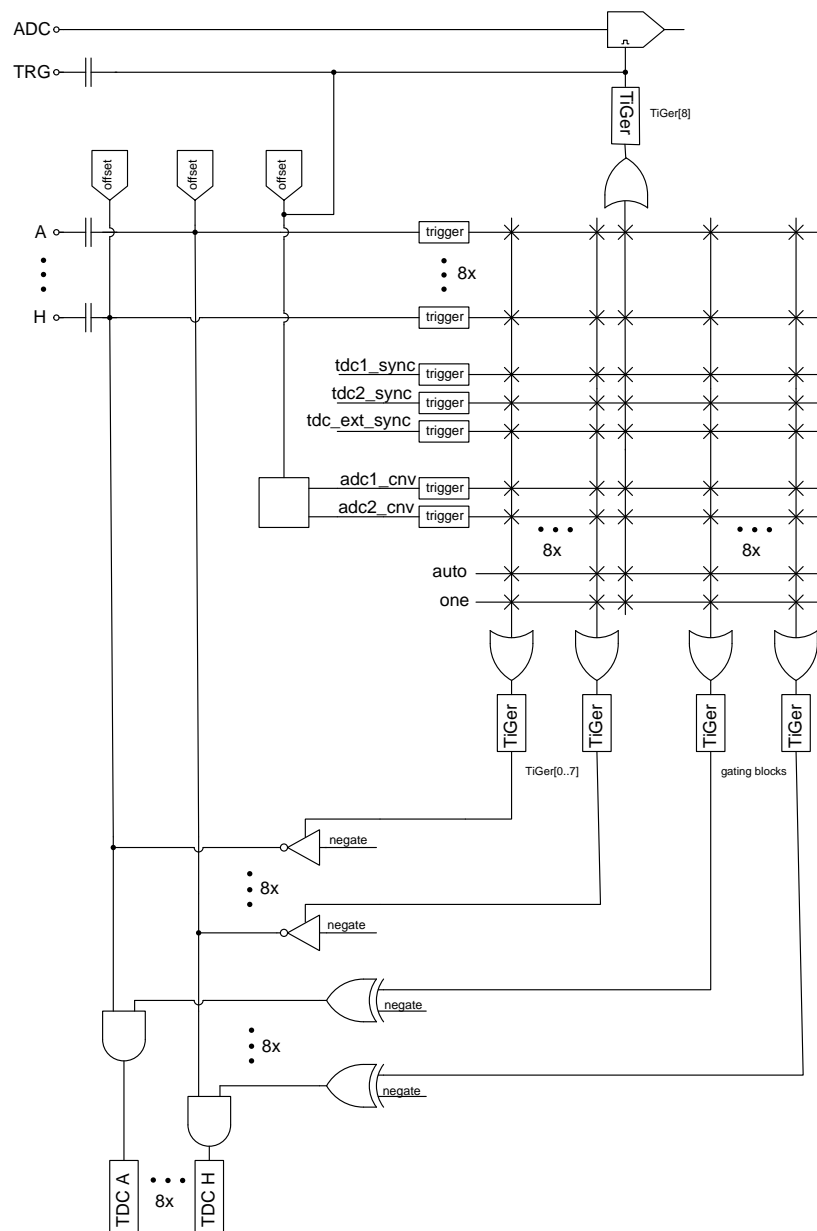 ADC
TRG
TiGer
TiGer[8]
offset
offset
offset
A
trigger
8x
H
trigger
tdc1_sync
trigger
tdc2_sync
trigger
tdc_ext_sync
trigger
adc1_cnv
trigger
adc2_cnv
trigger
8x
8x
auto
one
TiGer
TiGer
TiGer
TiGer
TiGer[0..7]
gating blocks
negate
8x
negate
negate
8x
negate
TDC A
8x
TDC H